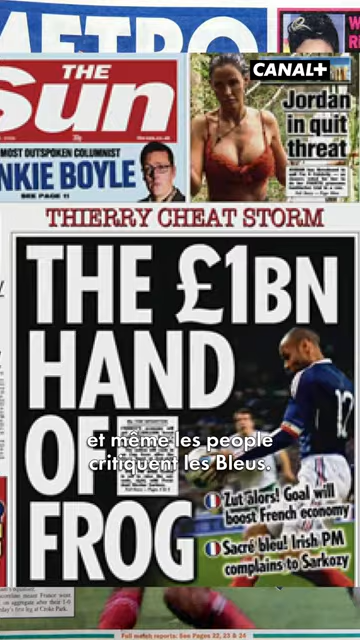 METRO
CANAL+
THE
Sun
30p
MOST OUTSPOKEN COLUMNIST
NKIE BOYLE
SEE PAGE 11
Jordan
in quit
threat
THIERRY CHEAT STORM
THE £1BN
HAND
OF
FROG
et même les people
critiquent les Bleus.
12
Zut alors! Goal will
boost French economy
Sacré bleu! Irish PM
complains to Sarkozy
Full match reports: See Pages 22, 23 & 24